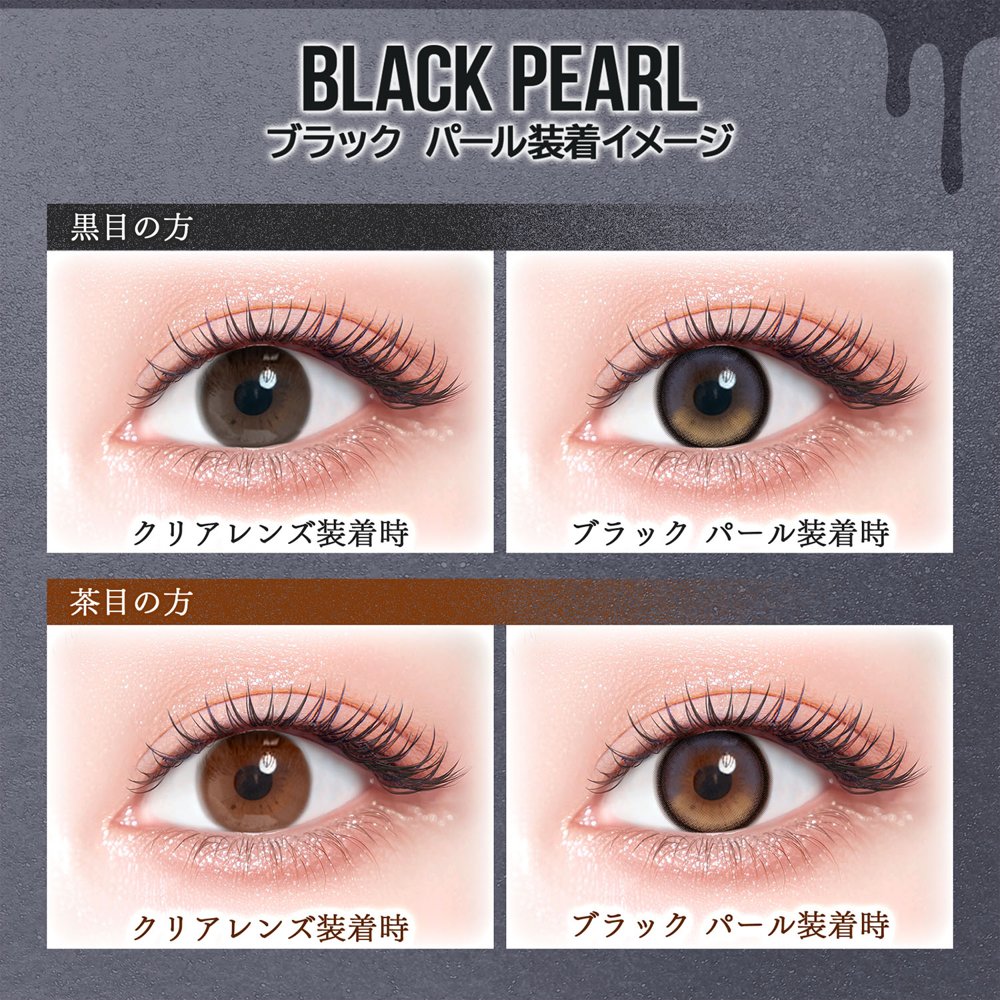 BLACK PEARL
ブラック パール装着イメージ
黒目の方
クリアレンズ装着時
ブラック パール装着時
茶目の方
クリアレンズ装着時
ブラック パール装着時